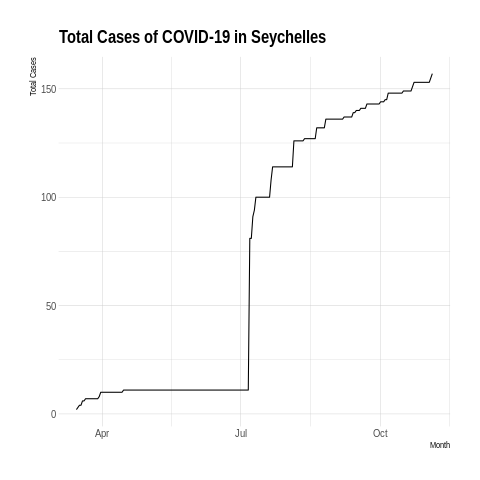 Total Cases of COVID-19 in Seychelles
Total Cases
150
100
50
0
Apr Jul Oct
Month